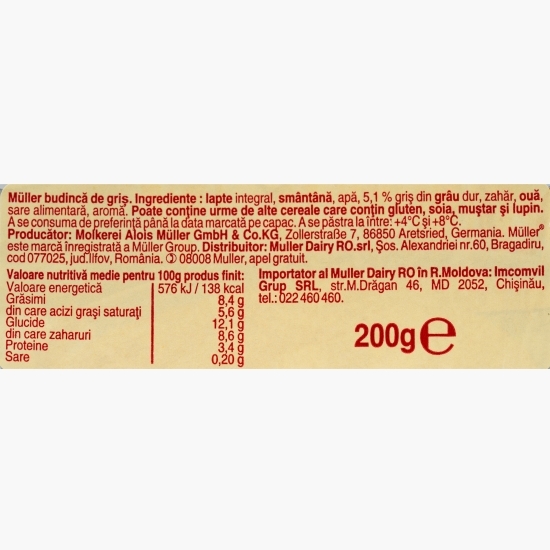 Müller budincă de griș. Ingrediente : lapte integral, smântână, apă, 5,1 % griș din grâu dur, zahăr, ouă,
sare alimentară, aromă. Poate conține urme de alte cereale care conțin gluten, soia, muștar și lupin.
A se consuma de preferință până la data marcată pe capac. A se păstra la între: +4°C și +8°C.
Producător: Molkerei Alois Müller GmbH & Co.KG, Zollerstraße 7, 86850 Aretsried, Germania. Müller®
este marcă înregistrată a Müller Group. Distribuitor: Muller Dairy RO.srl, Șos. Alexandriei nr.60, Bragadiru,
cod 077025, jud.Ilfov, România. 08008 Muller, apel gratuit.
Valoare nutritivă medie pentru 100g produs finit:
Valoare energetică 576 kJ / 138 kcal
Grăsimi 8,4 g
din care acizi grași saturați 5,6 g
Glucide 12,1 g
din care zaharuri 8,6 g
Proteine 3,4 g
Sare 0,20 g
Importator al Muller Dairy RO în R.Moldova: Imcomvil
Grup SRL, str.M.Drăgan 46, MD 2052, Chișinău,
tel.: 022 460 460.
200g e